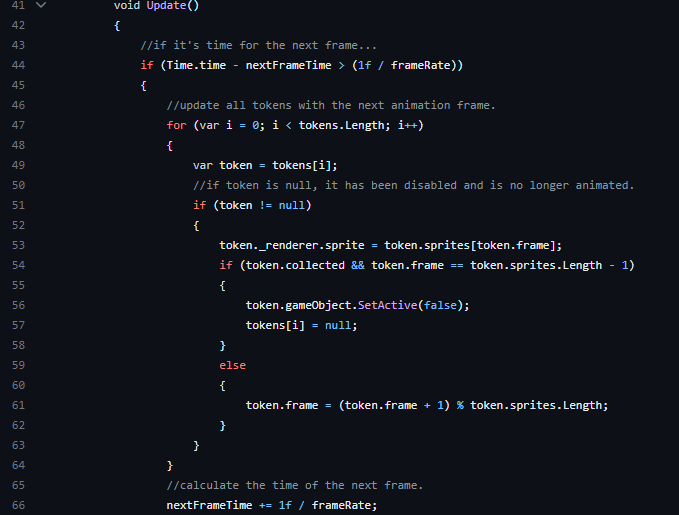 41 void Update()
42 {
43 //if it's time for the next frame...
44 if (Time.time - nextFrameTime > (1f / frameRate))
45 {
46 //update all tokens with the next animation frame.
47 for (var i = 0; i < tokens.Length; i++)
48 {
49 var token = tokens[i];
50 //if token is null, it has been disabled and is no longer animated.
51 if (token != null)
52 {
53 token._renderer.sprite = token.sprites[token.frame];
54 if (token.collected && token.frame == token.sprites.Length - 1)
55 {
56 token.gameObject.SetActive(false);
57 tokens[i] = null;
58 }
59 else
60 {
61 token.frame = (token.frame + 1) % token.sprites.Length;
62 }
63 }
64 }
65 //calculate the time of the next frame.
66 nextFrameTime += 1f / frameRate;